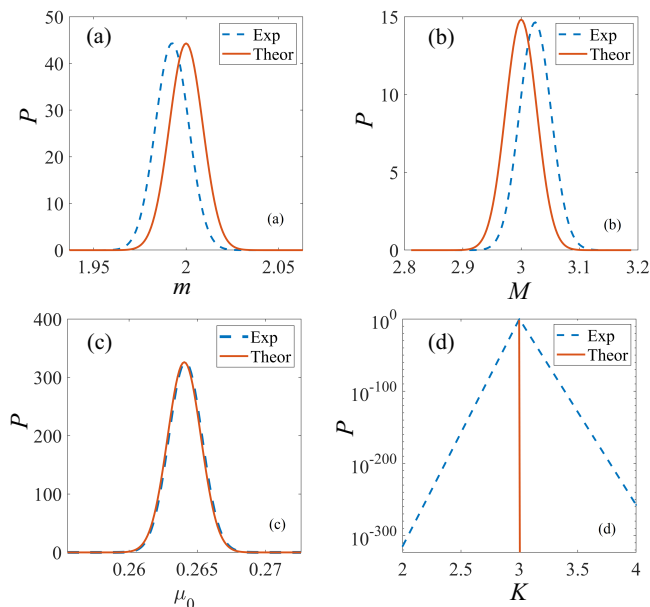 (a)
Exp
Theor
P
50
40
30
20
10
0
1.95
2
2.05
m
(a)
(b)
Exp
Theor
P
15
10
5
0
2.8
2.9
3
3.1
3.2
M
(b)
(c)
Exp
Theor
P
400
300
200
100
0
0.26
0.265
0.27
μ₀
(c)
(d)
Exp
Theor
P
10⁰
10⁻¹⁰⁰
10⁻²⁰⁰
10⁻³⁰⁰
2
2.5
3
3.5
4
K
(d)